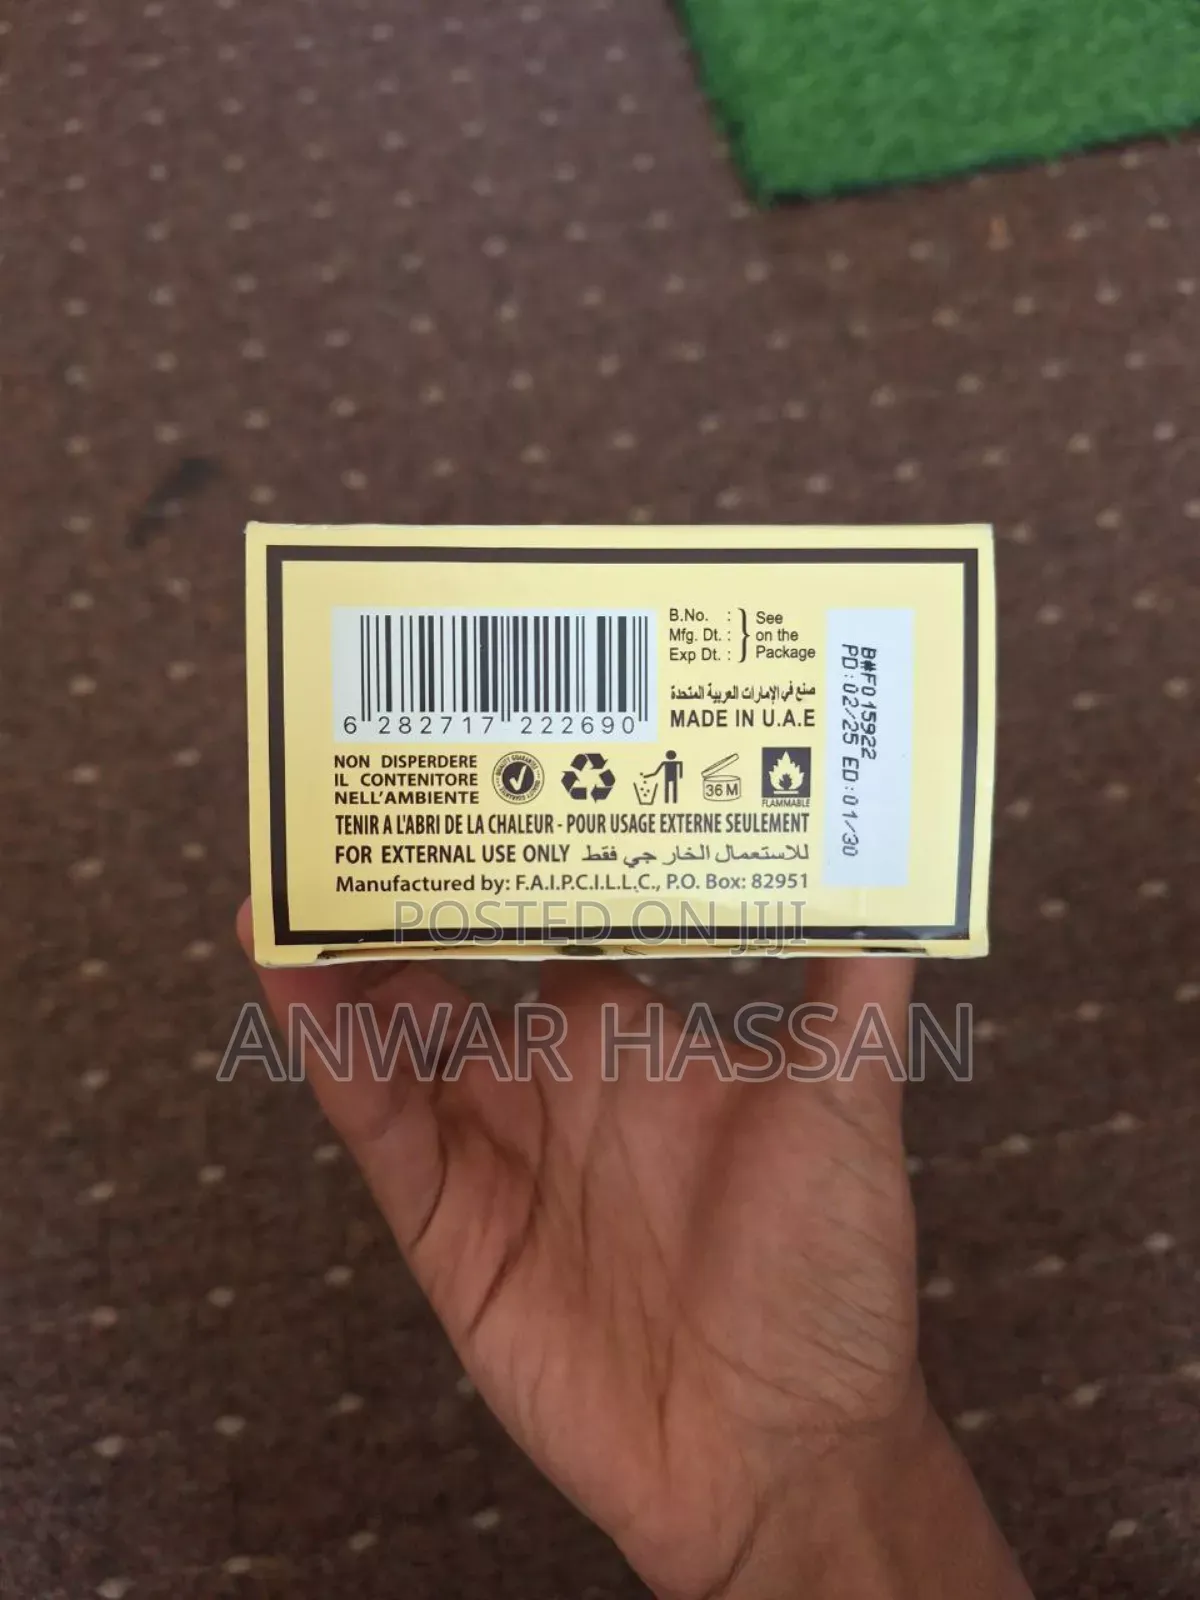 6 282717 222690
B.No. :
Mfg. Dt. :
Exp Dt. :
See
on the
Package
صنع في الإمارات العربية المتحدة
MADE IN U.A.E
B#F015922
PD:02/25 ED:01/30
NON DISPERDERE
IL CONTENITORE
NELL'AMBIENTE
36 M
FLAMMABLE
TENIR A L'ABRI DE LA CHALEUR - POUR USAGE EXTERNE SEULEMENT
FOR EXTERNAL USE ONLY للاستعمال الخار جي فقط
Manufactured by: F.A.I.P.C.I.L.L.C., P.O. Box: 82951
POSTED ON JIJI
ANWAR HASSAN